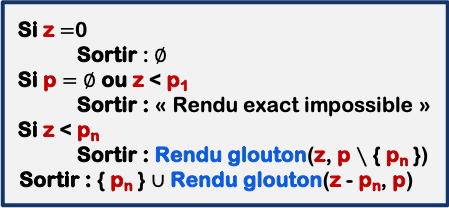 Si z =0
Sortir : ∅
Si p = ∅ ou z < p₁
Sortir : « Rendu exact impossible »
Si z < pₙ
Sortir : Rendu glouton(z, p \ { pₙ })
Sortir : { pₙ } ∪ Rendu glouton(z - pₙ, p)